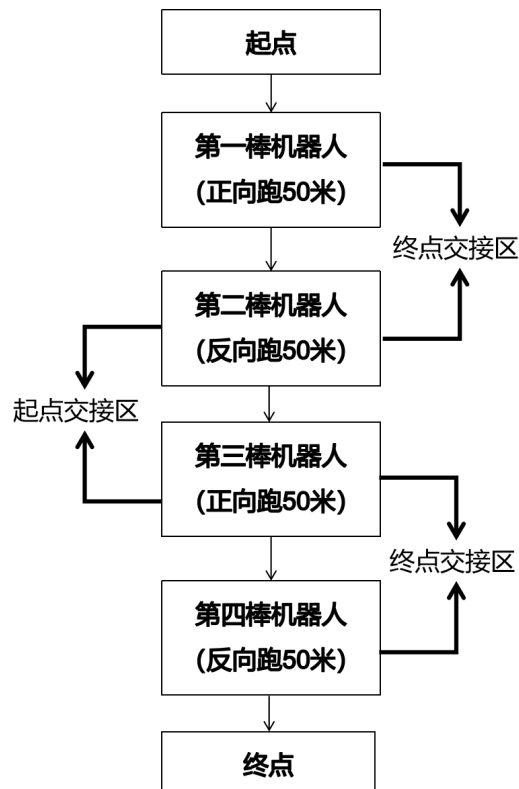 起点
第一棒机器人
（正向跑50米）
终点交接区
第二棒机器人
（反向跑50米）
起点交接区
第三棒机器人
（正向跑50米）
终点交接区
第四棒机器人
（反向跑50米）
终点